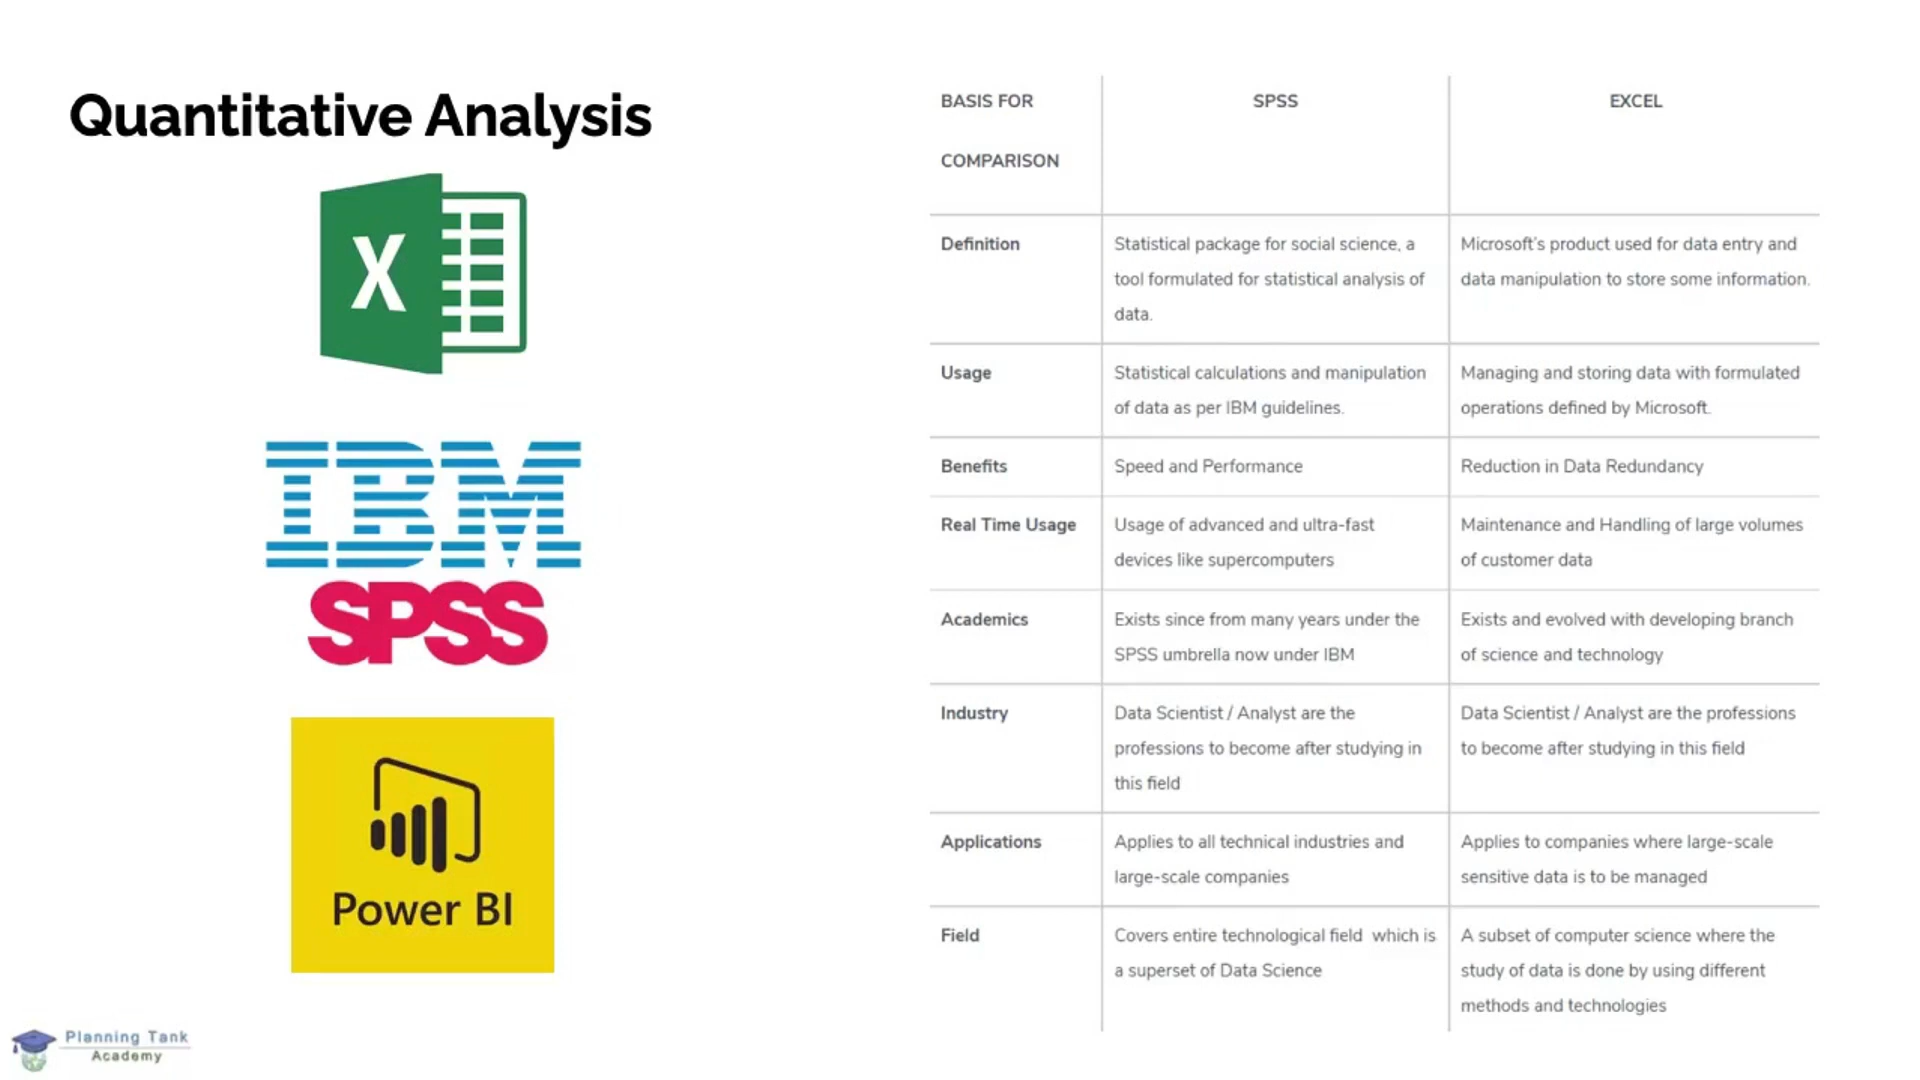 Quantitative Analysis
X
IBM
SPSS
Power BI
BASIS FOR
COMPARISON
SPSS
EXCEL
Definition
Statistical package for social science, a
tool formulated for statistical analysis of
data.
Microsoft's product used for data entry and
data manipulation to store some information.
Usage
Statistical calculations and manipulation
of data as per IBM guidelines.
Managing and storing data with formulated
operations defined by Microsoft.
Benefits
Speed and Performance
Reduction in Data Redundancy
Real Time Usage
Usage of advanced and ultra-fast
devices like supercomputers
Maintenance and Handling of large volumes
of customer data
Academics
Exists since from many years under the
SPSS umbrella now under IBM
Exists and evolved with developing branch
of science and technology
Industry
Data Scientist / Analyst are the
professions to become after studying in
this field
Data Scientist / Analyst are the professions
to become after studying in this field
Applications
Applies to all technical industries and
large-scale companies
Applies to companies where large-scale
sensitive data is to be managed
Field
Covers entire technological field which is
a superset of Data Science
A subset of computer science where the
study of data is done by using different
methods and technologies
Planning Tank
Academy